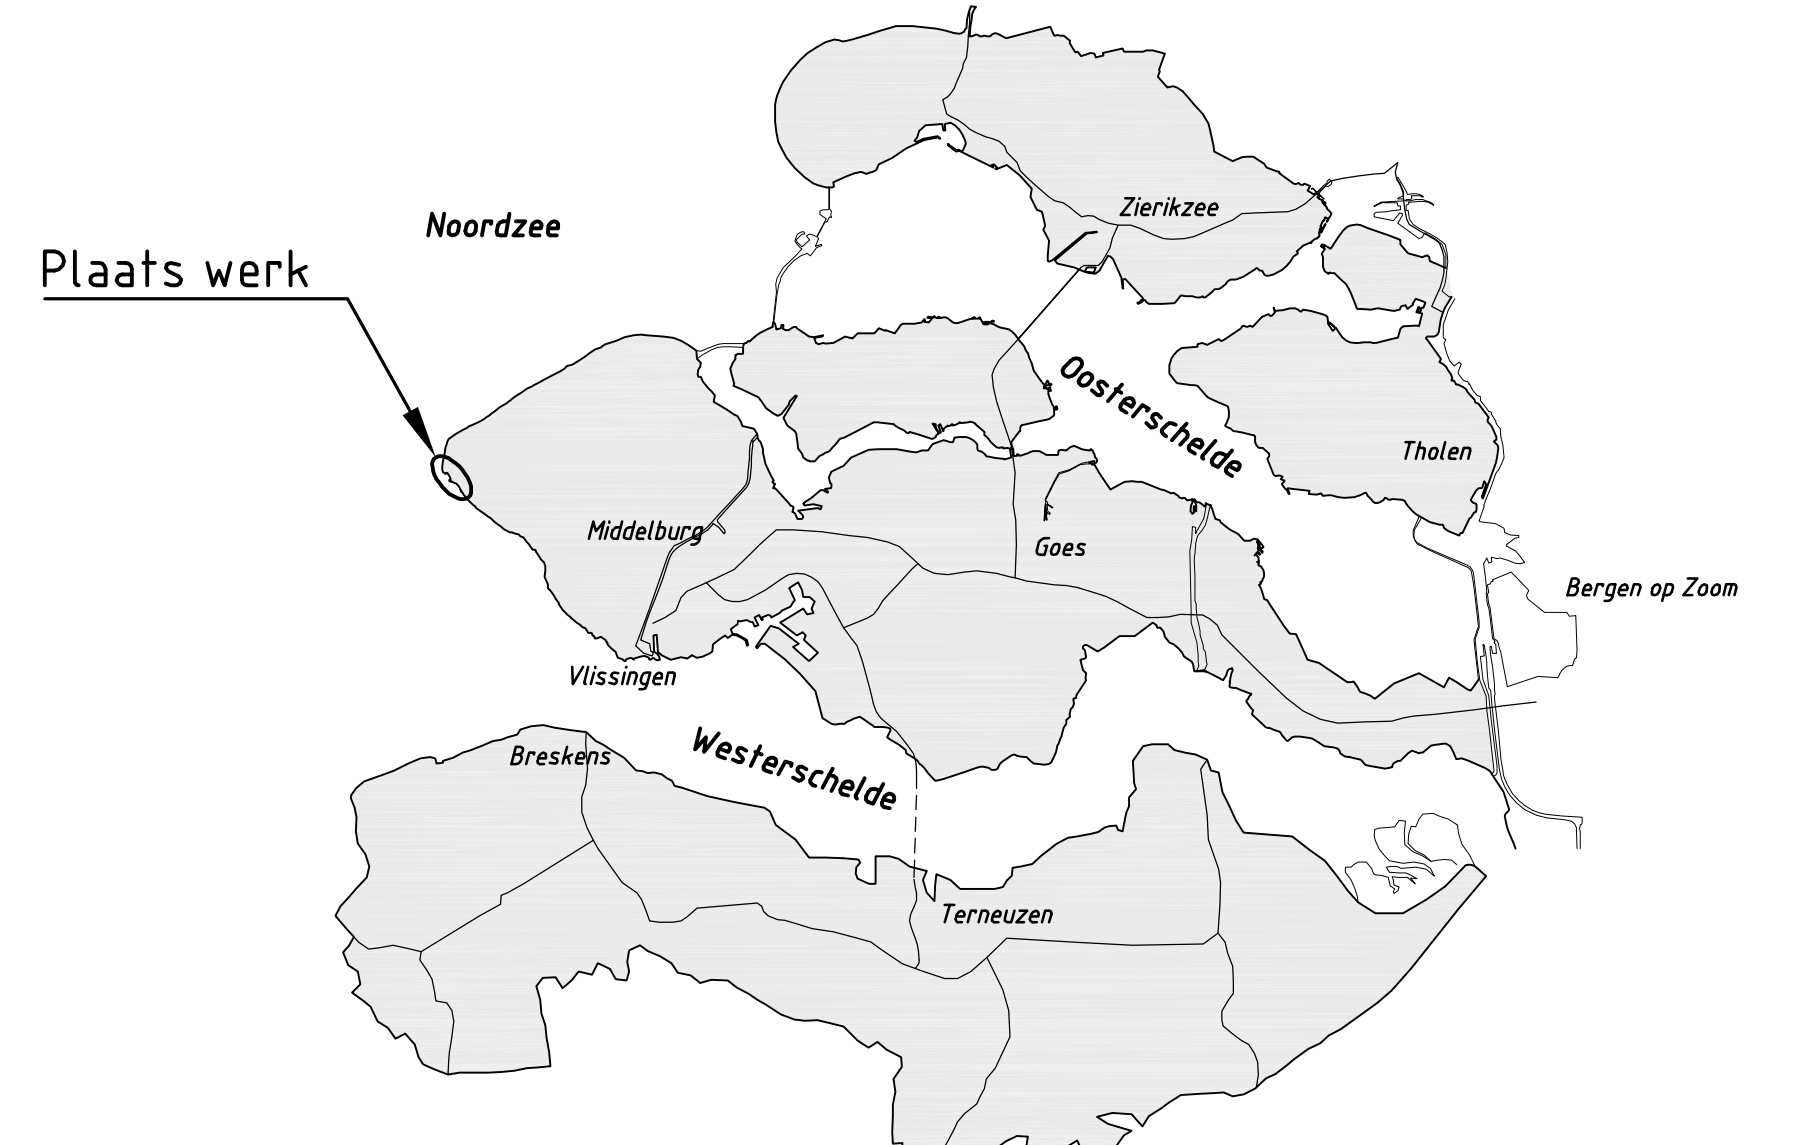 Noordzee
Plaats werk
Zierikzee
Oosterschelde
Tholen
Middelburg
Goes
Bergen op Zoom
Vlissingen
Westerschelde
Breskens
Terneuzen